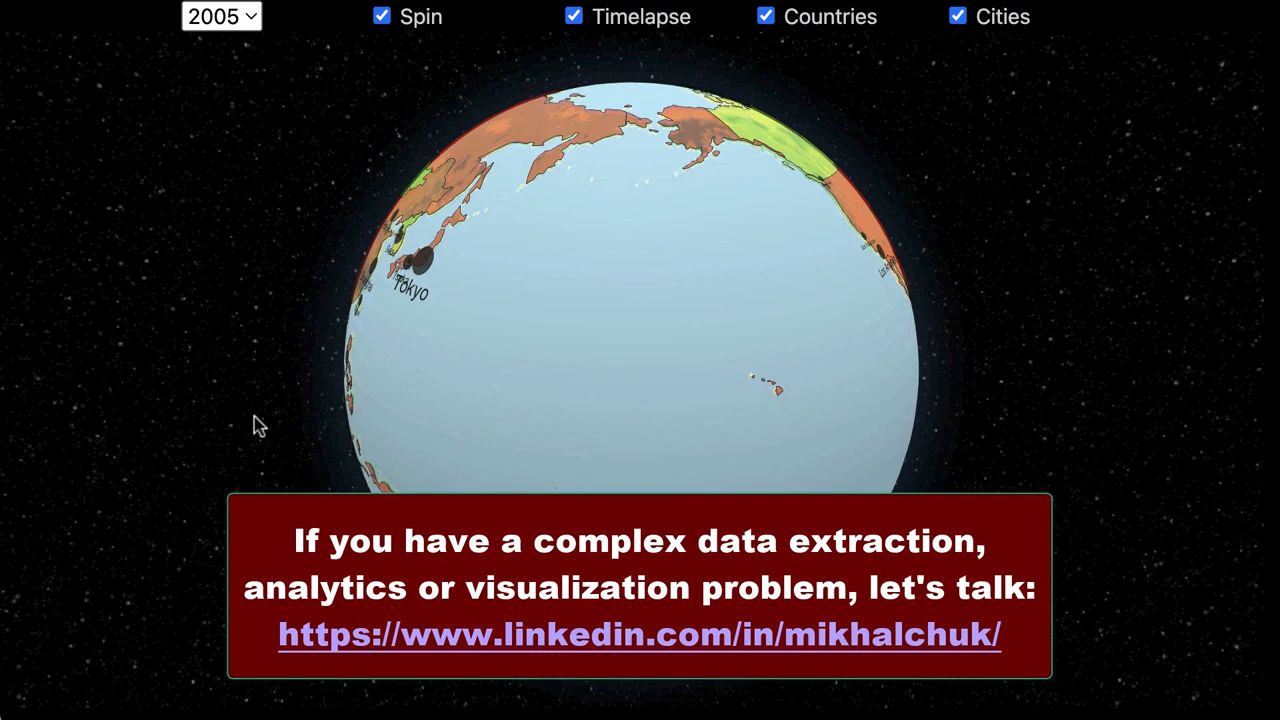 2005 Spin Timelapse Countries Cities
Tokyo
If you have a complex data extraction,
analytics or visualization problem, let's talk:
https://www.linkedin.com/in/mikhalchuk/